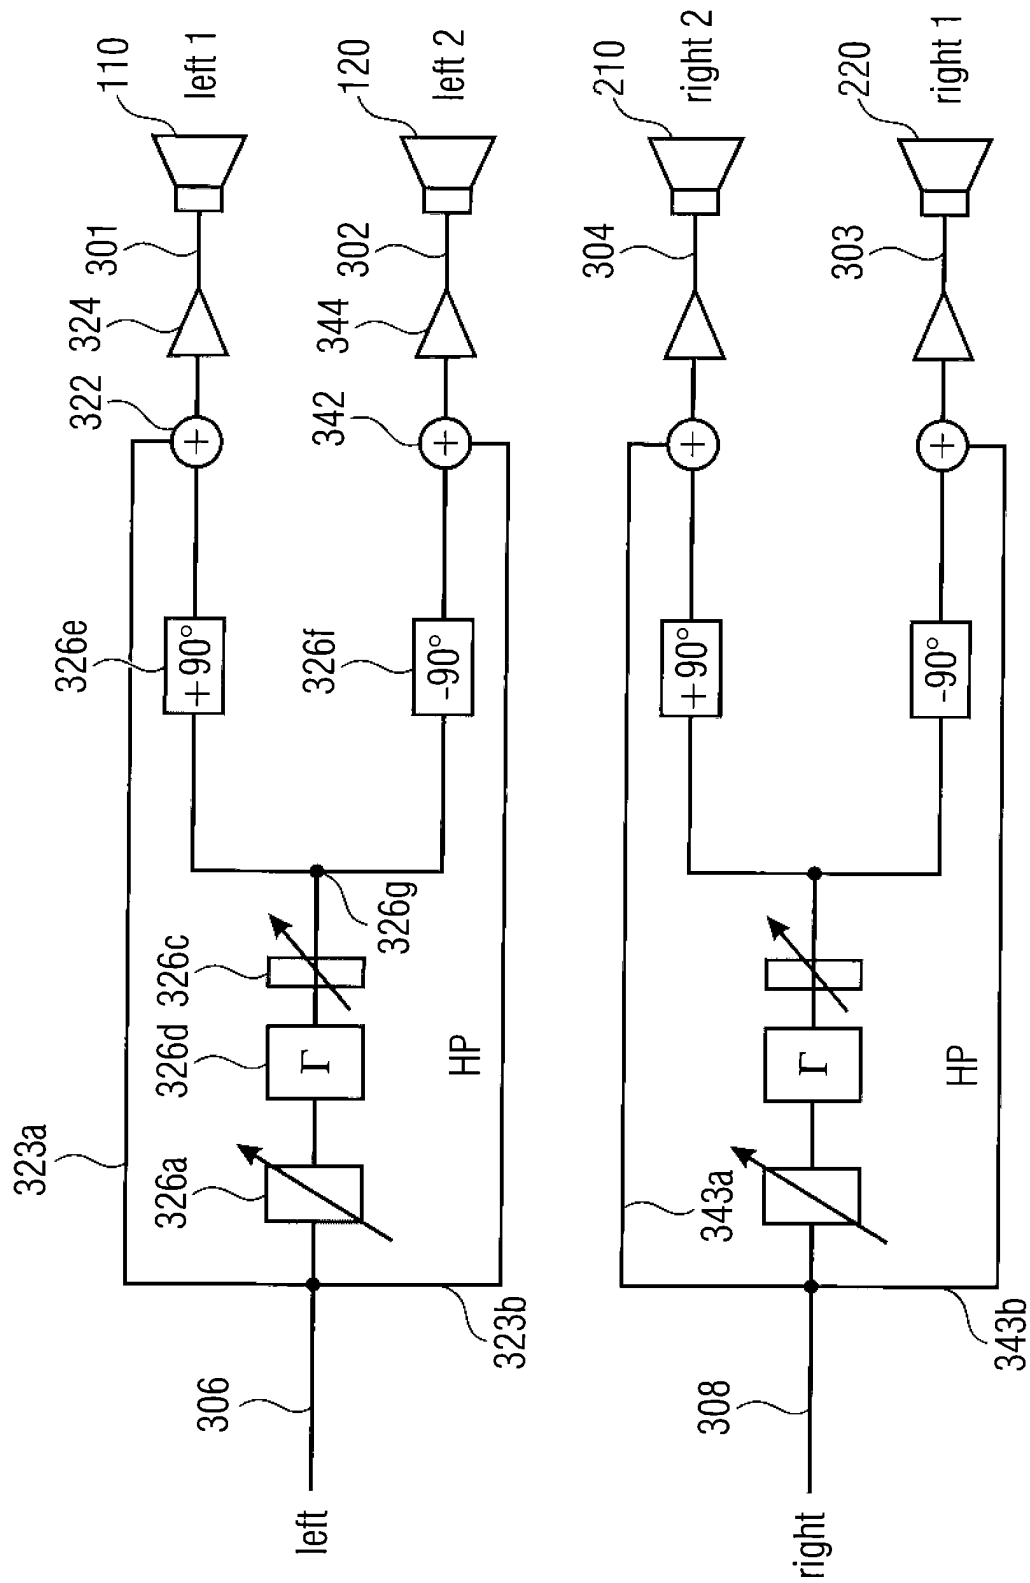 110
left 1
301
324
322
326e
+90°
323a
120
left 2
302
344
342
326f
-90°
326g
326c
326d
Γ
326a
HP
323b
306
left
210
right 2
304
+90°
220
right 1
303
-90°
Γ
HP
343a
343b
308
right